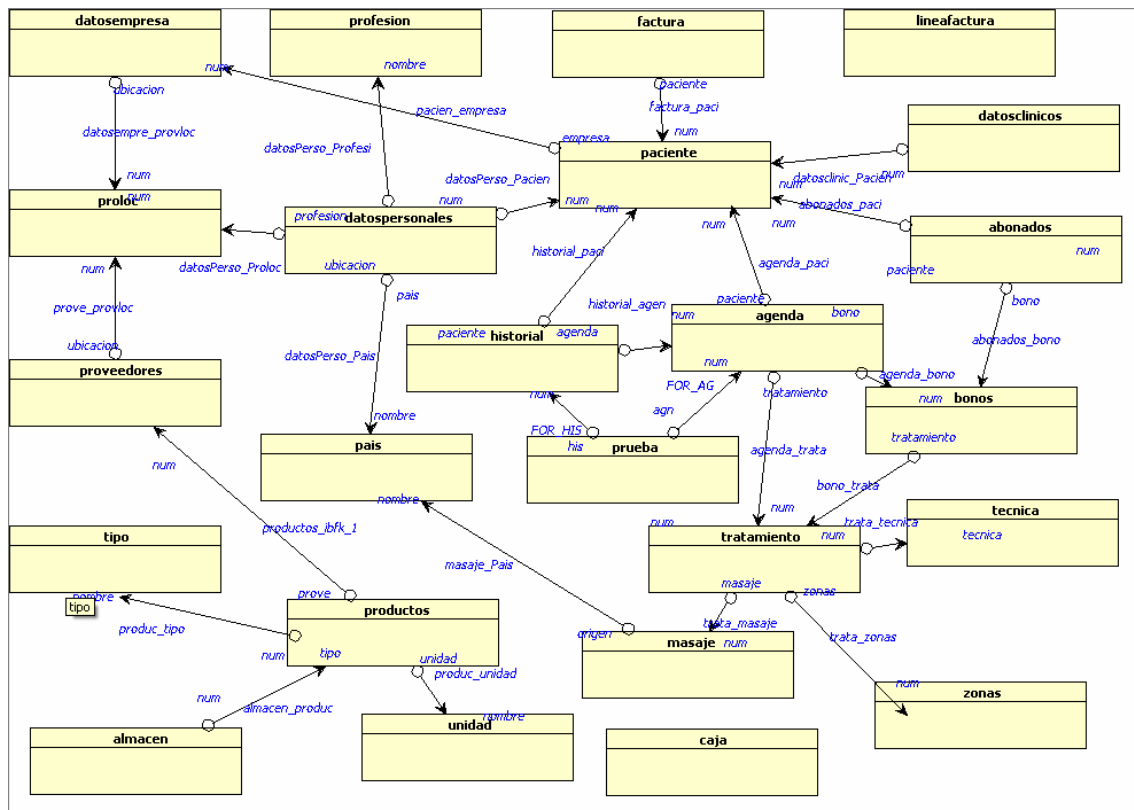 datosempresa
profesion
factura
lineafactura
num
nombre
ubicacion
paciente
pacien_empresa
factura_paci
datosclinicos
datosempre_provloc
num
empresa
datosPerso_Profesi
paciente
num
datosPerso_Pacien
datosclinic_Pacien
num
num
num
proloc
num
num
abonados_paci
profesion
datospersonales
num
num
num
abonados
num
historial_paci
num
datosPerso_Proloc
ubicacion
agenda_paci
paciente
pais
historial_agen
paciente
bono
prove_provloc
num
agenda
bono
paciente
historial
agenda
ubicacion
abonados_bono
datosPerso_Pais
num
proveedores
FOR_AG
agenda_bono
num
tratamiento
num
bonos
nombre
agn
FOR_HIS
tratamiento
pais
his
prueba
agenda_trata
num
bono_trata
nombre
num
tecnica
productos_ibfk_1
num
trata_tecnica
tipo
tratamiento
num
tecnica
masaje_Pais
nombre
prove
masaje
zonas
tipo
productos
produc_tipo
origen
trata_masaje
trata_zonas
num
tipo
unidad
masaje
num
produc_unidad
num
num
zonas
almacen_produc
nombre
almacen
unidad
caja